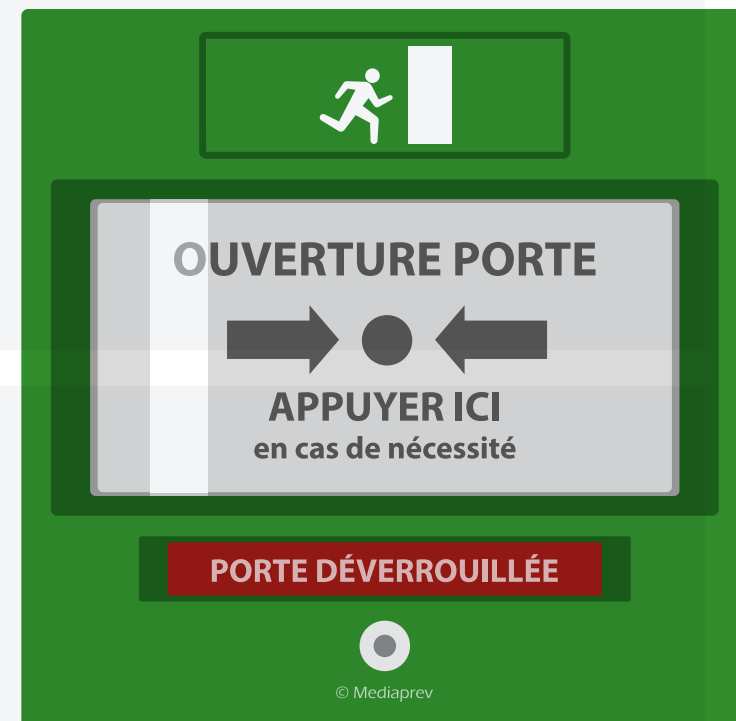 OUVERTURE PORTE
APPUYER ICI
en cas de nécessité
PORTE DÉVERROUILLÉE
© Mediaprev